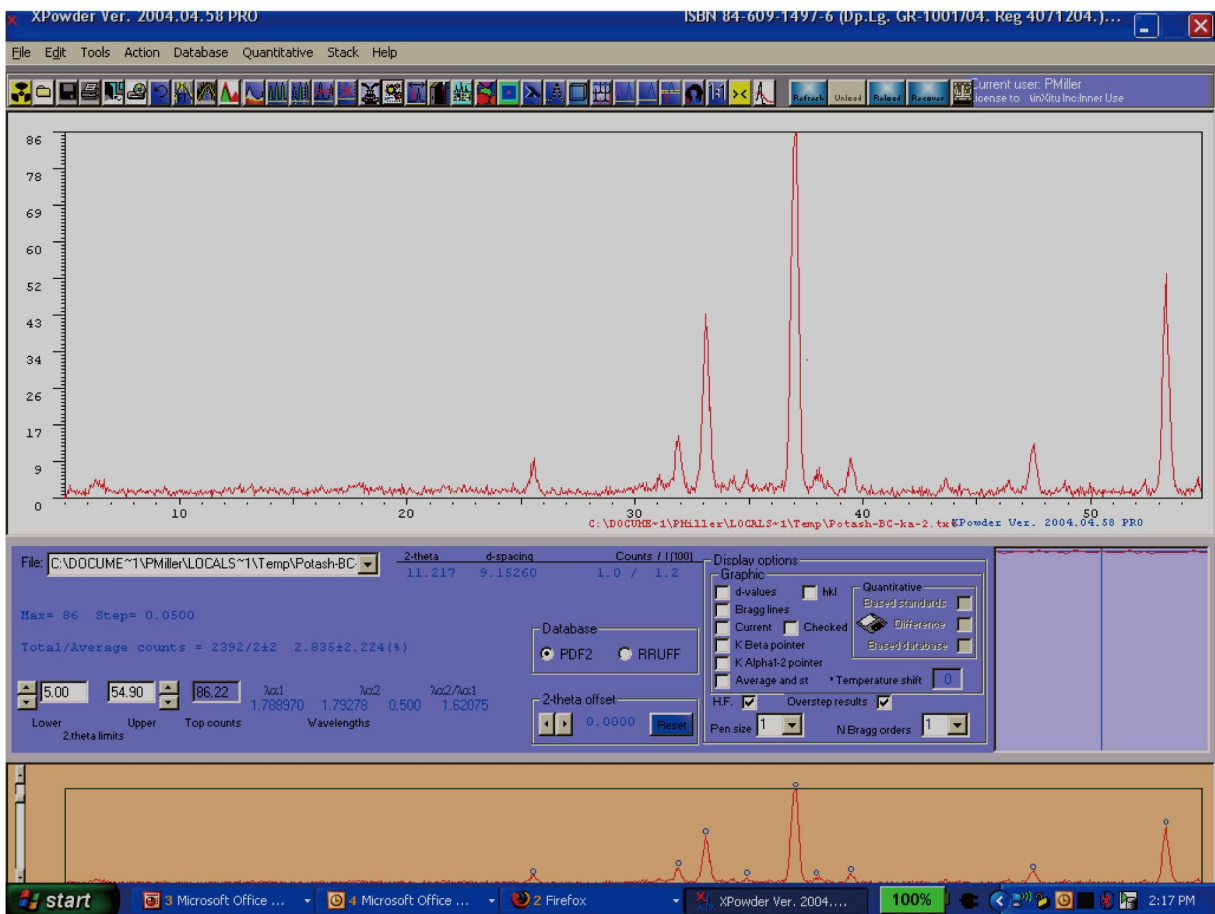 XPowder Ver. 2004.04.58 PRO ISBN 84-609-1497-6 (Dp.Lg. GR-1001/04. Reg 4071204.)...
File Edit Tools Action Database Quantitative Stack Help
Refresh Unload Reload Recover
Current user: PMiller
license to \inXitu Inc:Inner Use
86
78
69
60
52
43
34
26
17
9
0
10 20 30 40 50
C:\DOCUME~1\PMiller\LOCALS~1\Temp\Potash-BC-ka-2.txt XPowder Ver. 2004.04.58 PRO
File: C:\DOCUME~1\PMiller\LOCALS~1\Temp\Potash-BC-
2-theta d-spacing Counts / I(100)
11.217 9.15260 1.0 / 1.2
Max= 86 Step= 0.0500
Total/Average counts = 2392/2±2 2.835±2.224(%)
5.00 54.90 86.22
λα1 λα2 λα2/λα1
1.788970 1.79278 0.500 1.62075
Lower Upper Top counts Wavelengths
2.theta limits
Database
PDF2 RRUFF
2-theta offset
0.0000 Reset
Display options
Graphic
d-values hkl
Bragg lines
Current Checked
K Beta pointer
K Alpha1-2 pointer
Average and st
Quantitative
Based standards
Difference
Based database
* Temperature shift 0
H.F. Overstep results
Pen size 1 N Bragg orders 1
start 3 Microsoft Office ... 4 Microsoft Office ... 2 Firefox XPowder Ver. 2004.... 100% 2:17 PM